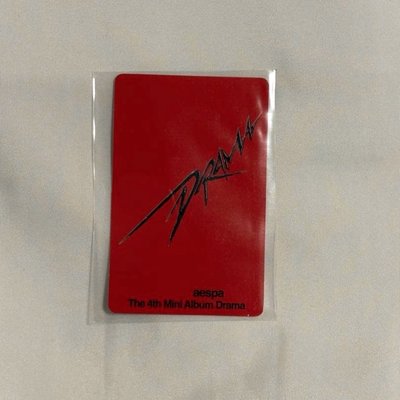 DRAMA
aespa
The 4th Mini Album Drama